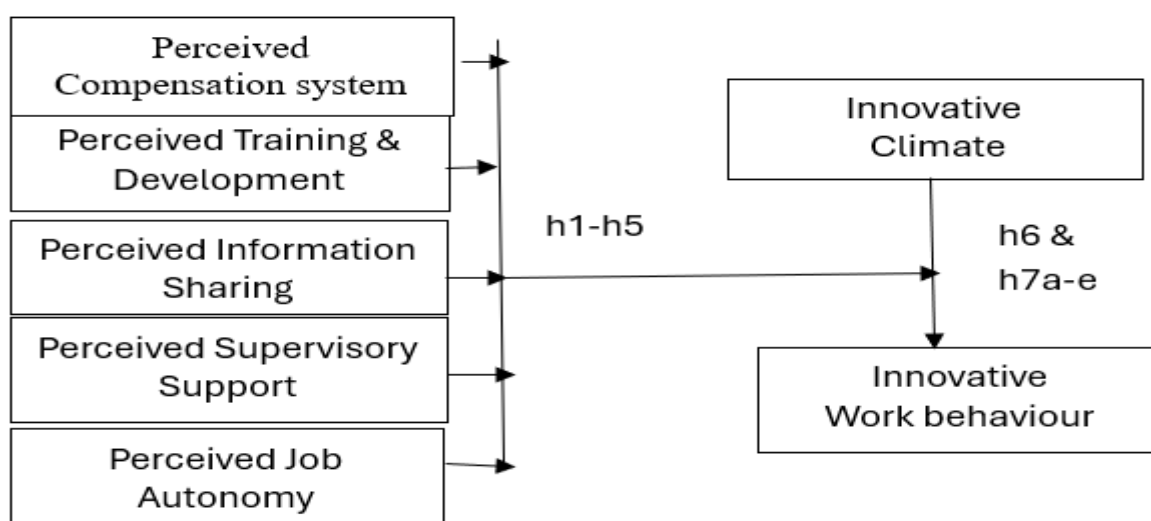 Perceived
Compensation system
Perceived Training &
Development
Perceived Information
Sharing
Perceived Supervisory
Support
Perceived Job
Autonomy
h1-h5
Innovative
Climate
h6 &
h7a-e
Innovative
Work behaviour